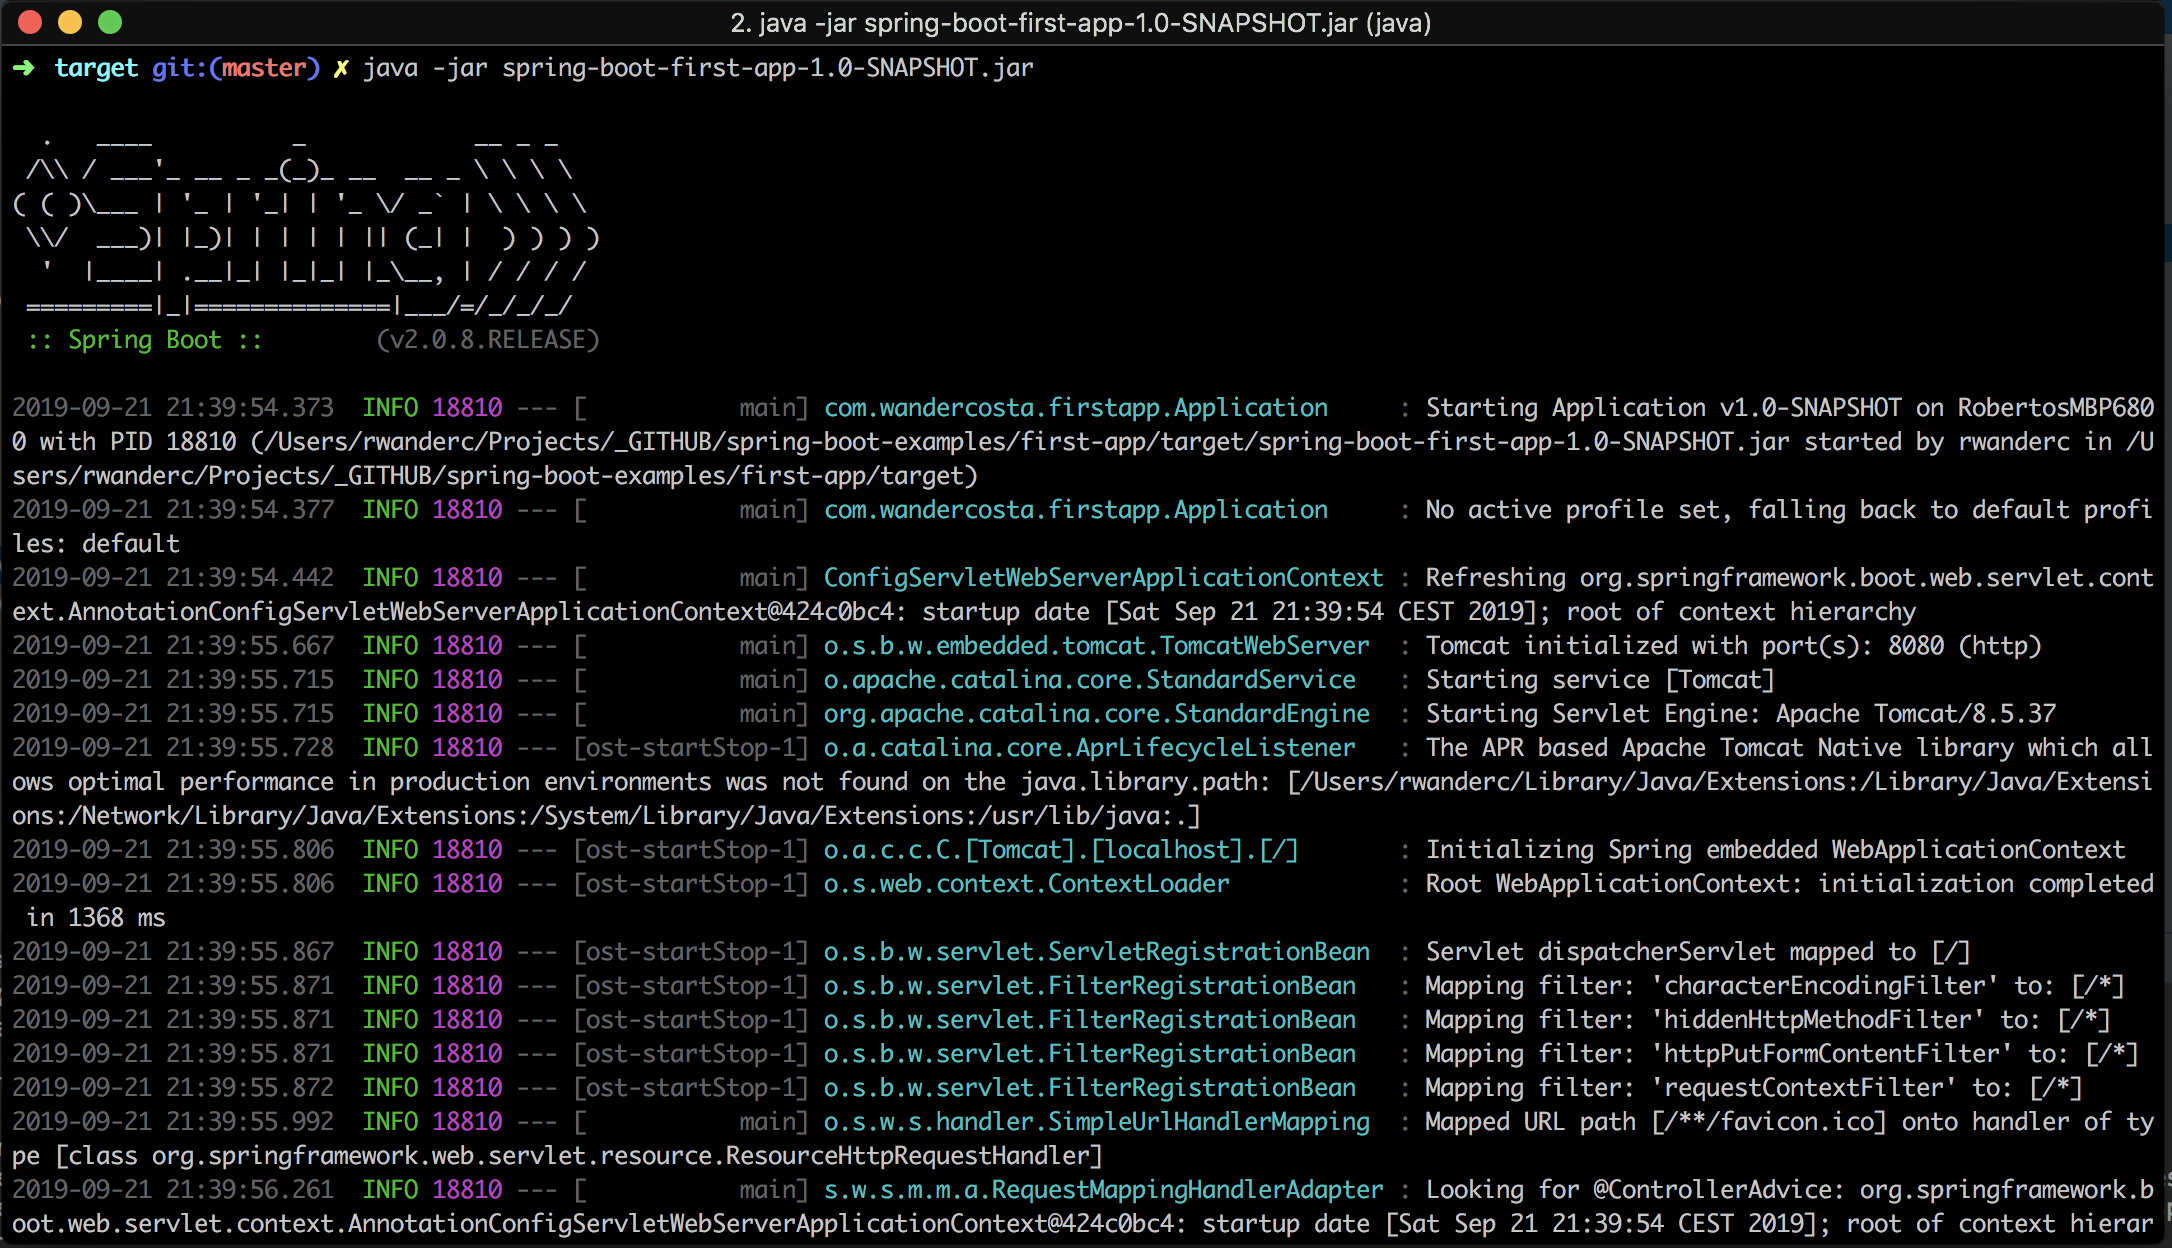 2. java -jar spring-boot-first-app-1.0-SNAPSHOT.jar (java)
➜  target git:(master) ✗ java -jar spring-boot-first-app-1.0-SNAPSHOT.jar
  .   ____          _            __ _ _
 /\\ / ___'_ __ _ _(_)_ __  __ _ \ \ \ \
( ( )\___ | '_ | '_| | '_ \/ _` | \ \ \ \
 \\/  ___)| |_)| | | | | || (_| |  ) ) ) )
  '  |____| .__|_| |_|_| |_\__, | / / / /
 =========|_|==============|___/=/_/_/_/
 :: Spring Boot ::        (v2.0.8.RELEASE)
2019-09-21 21:39:54.373  INFO 18810 --- [           main] com.wandercosta.firstapp.Application     : Starting Application v1.0-SNAPSHOT on RobertosMBP680
0 with PID 18810 (/Users/rwanderc/Projects/_GITHUB/spring-boot-examples/first-app/target/spring-boot-first-app-1.0-SNAPSHOT.jar started by rwanderc in /U
sers/rwanderc/Projects/_GITHUB/spring-boot-examples/first-app/target)
2019-09-21 21:39:54.377  INFO 18810 --- [           main] com.wandercosta.firstapp.Application     : No active profile set, falling back to default profi
les: default
2019-09-21 21:39:54.442  INFO 18810 --- [           main] ConfigServletWebServerApplicationContext : Refreshing org.springframework.boot.web.servlet.cont
ext.AnnotationConfigServletWebServerApplicationContext@424c0bc4: startup date [Sat Sep 21 21:39:54 CEST 2019]; root of context hierarchy
2019-09-21 21:39:55.667  INFO 18810 --- [           main] o.s.b.w.embedded.tomcat.TomcatWebServer  : Tomcat initialized with port(s): 8080 (http)
2019-09-21 21:39:55.715  INFO 18810 --- [           main] o.apache.catalina.core.StandardService   : Starting service [Tomcat]
2019-09-21 21:39:55.715  INFO 18810 --- [           main] org.apache.catalina.core.StandardEngine  : Starting Servlet Engine: Apache Tomcat/8.5.37
2019-09-21 21:39:55.728  INFO 18810 --- [ost-startStop-1] o.a.catalina.core.AprLifecycleListener   : The APR based Apache Tomcat Native library which all
ows optimal performance in production environments was not found on the java.library.path: [/Users/rwanderc/Library/Java/Extensions:/Library/Java/Extensi
ons:/Network/Library/Java/Extensions:/System/Library/Java/Extensions:/usr/lib/java:.]
2019-09-21 21:39:55.806  INFO 18810 --- [ost-startStop-1] o.a.c.c.C.[Tomcat].[localhost].[/]       : Initializing Spring embedded WebApplicationContext
2019-09-21 21:39:55.806  INFO 18810 --- [ost-startStop-1] o.s.web.context.ContextLoader            : Root WebApplicationContext: initialization completed
 in 1368 ms
2019-09-21 21:39:55.867  INFO 18810 --- [ost-startStop-1] o.s.b.w.servlet.ServletRegistrationBean  : Servlet dispatcherServlet mapped to [/]
2019-09-21 21:39:55.871  INFO 18810 --- [ost-startStop-1] o.s.b.w.servlet.FilterRegistrationBean   : Mapping filter: 'characterEncodingFilter' to: [/*]
2019-09-21 21:39:55.871  INFO 18810 --- [ost-startStop-1] o.s.b.w.servlet.FilterRegistrationBean   : Mapping filter: 'hiddenHttpMethodFilter' to: [/*]
2019-09-21 21:39:55.871  INFO 18810 --- [ost-startStop-1] o.s.b.w.servlet.FilterRegistrationBean   : Mapping filter: 'httpPutFormContentFilter' to: [/*]
2019-09-21 21:39:55.872  INFO 18810 --- [ost-startStop-1] o.s.b.w.servlet.FilterRegistrationBean   : Mapping filter: 'requestContextFilter' to: [/*]
2019-09-21 21:39:55.992  INFO 18810 --- [           main] o.s.w.s.handler.SimpleUrlHandlerMapping  : Mapped URL path [/**/favicon.ico] onto handler of ty
pe [class org.springframework.web.servlet.resource.ResourceHttpRequestHandler]
2019-09-21 21:39:56.261  INFO 18810 --- [           main] s.w.s.m.m.a.RequestMappingHandlerAdapter : Looking for @ControllerAdvice: org.springframework.b
oot.web.servlet.context.AnnotationConfigServletWebServerApplicationContext@424c0bc4: startup date [Sat Sep 21 21:39:54 CEST 2019]; root of context hierar